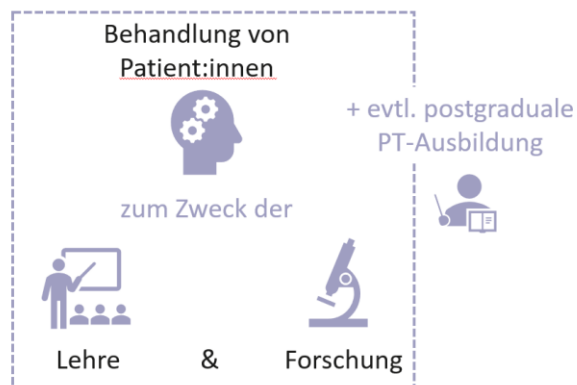 Behandlung von
Patient:innen
+ evtl. postgraduale
PT-Ausbildung
zum Zweck der
Lehre & Forschung